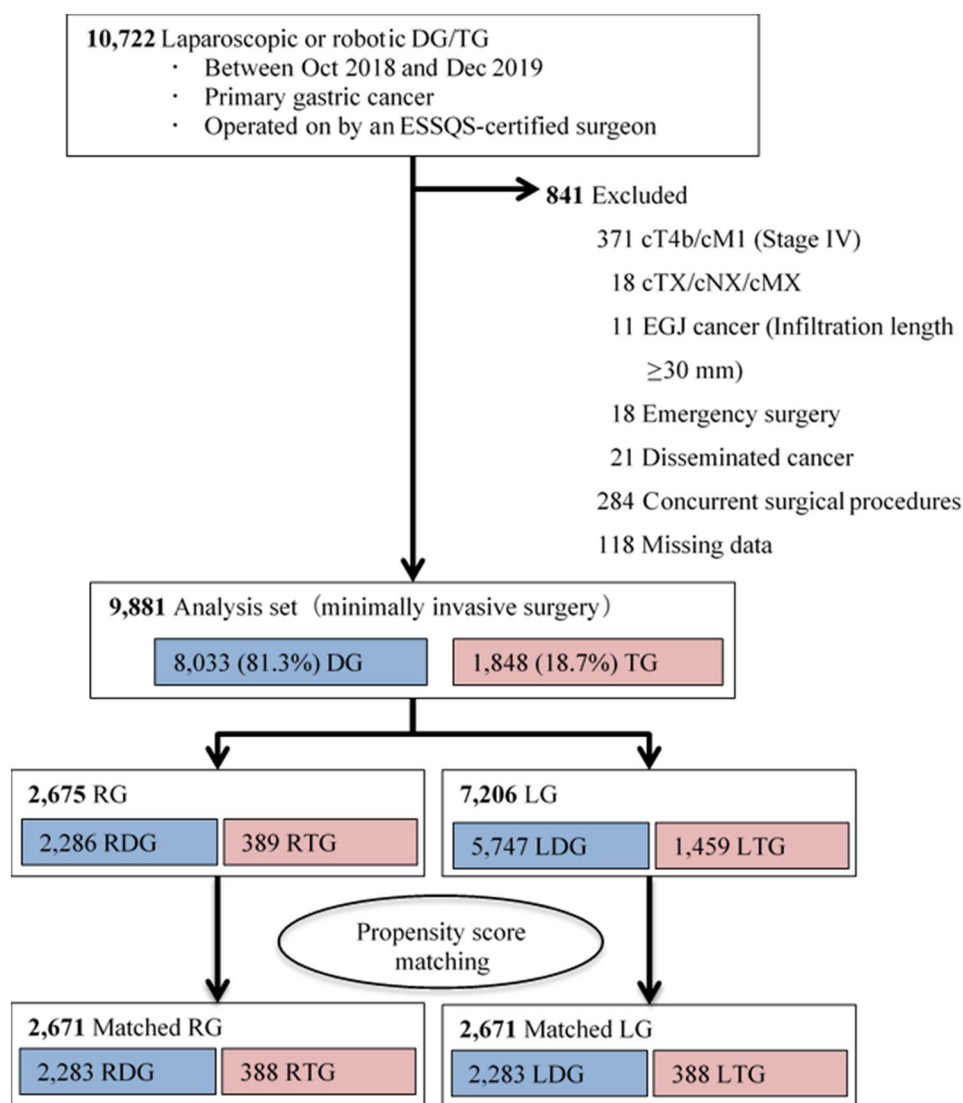 10,722 Laparoscopic or robotic DG/TG
· Between Oct 2018 and Dec 2019
· Primary gastric cancer
· Operated on by an ESSQS-certified surgeon
841 Excluded
371 cT4b/cM1 (Stage IV)
18 cTX/cNX/cMX
11 EGJ cancer (Infiltration length
≥30 mm)
18 Emergency surgery
21 Disseminated cancer
284 Concurrent surgical procedures
118 Missing data
9,881 Analysis set（minimally invasive surgery）
8,033 (81.3%) DG
1,848 (18.7%) TG
2,675 RG
2,286 RDG
389 RTG
7,206 LG
5,747 LDG
1,459 LTG
Propensity score
matching
2,671 Matched RG
2,283 RDG
388 RTG
2,671 Matched LG
2,283 LDG
388 LTG